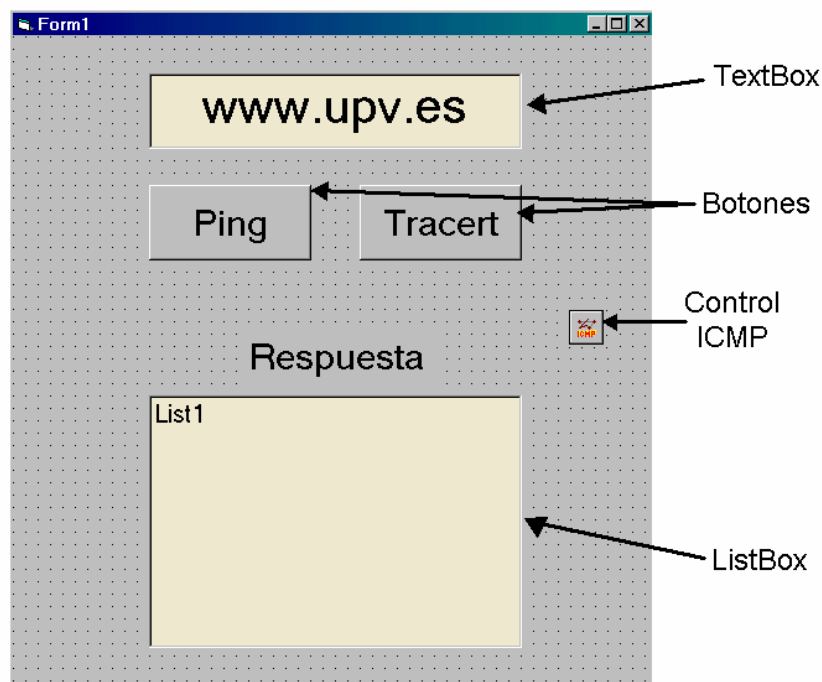 Form1
www.upv.es
TextBox
Ping
Tracert
Botones
Control
ICMP
ICMP
Respuesta
List1
ListBox